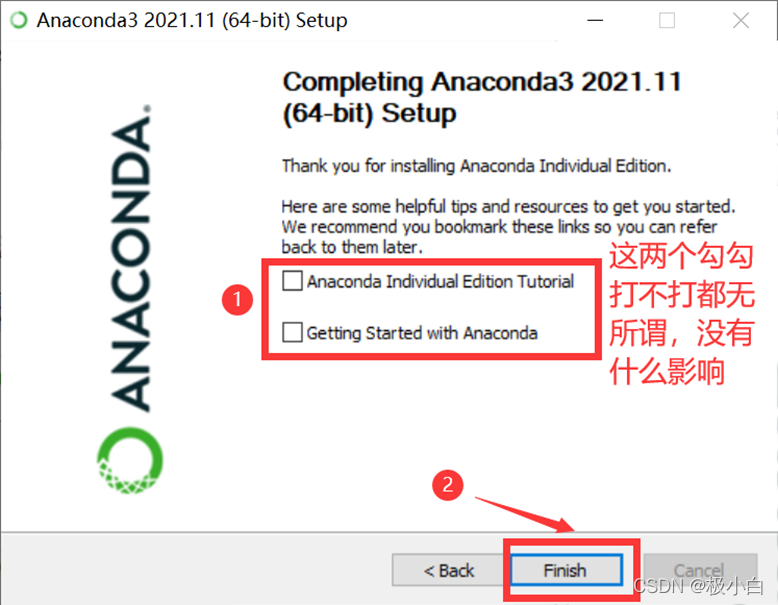 Anaconda3 2021.11 (64-bit) Setup
Completing Anaconda3 2021.11
(64-bit) Setup
ANACONDA.
Thank you for installing Anaconda Individual Edition.
Here are some helpful tips and resources to get you started.
We recommend you bookmark these links so you can refer
back to them later.
1
Anaconda Individual Edition Tutorial
Getting Started with Anaconda
这两个勾勾
打不打都无
所谓，没有
什么影响
2
< Back
Finish
Cancel
CSDN @极小白